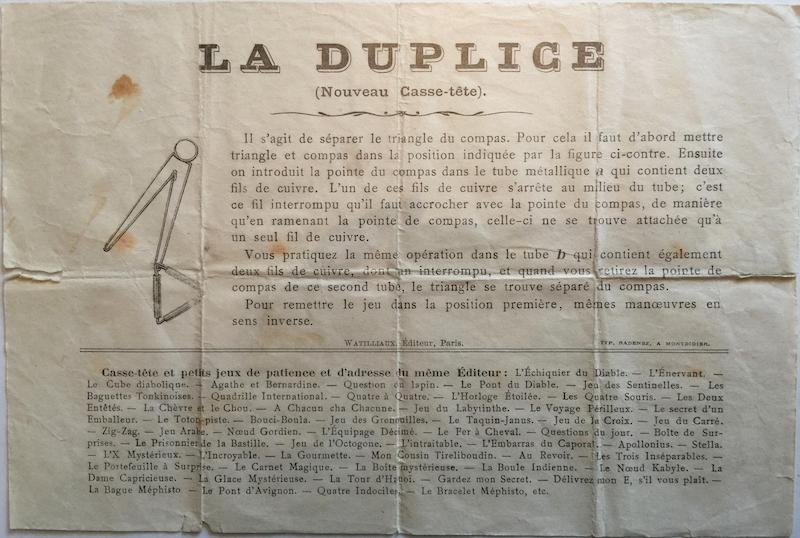 LA DUPLICE
(Nouveau Casse-tête).
Il s'agit de séparer le triangle du compas. Pour cela il faut d'abord mettre
triangle et compas dans la position indiquée par la figure ci-contre. Ensuite
on introduit la pointe du compas dans le tube métallique a qui contient deux
fils de cuivre. L'un de ces fils de cuivre s'arrête au milieu du tube; c'est
ce fil interrompu qu'il faut accrocher avec la pointe du compas, de manière
qu'en ramenant la pointe de compas, celle-ci ne se trouve attachée qu'à
un seul fil de cuivre.
Vous pratiquez la même opération dans le tube b qui contient également
deux fils de cuivre, dont un interrompu, et quand vous retirez la pointe de
compas de ce second tube, le triangle se trouve séparé du compas.
Pour remettre le jeu dans la position première, mêmes manœuvres en
sens inverse.
WATILLIAUX, Éditeur, Paris.
TYP. RADENEZ, A MONTDIDIER.
Casse-tête et petits jeux de patience et d'adresse du même Éditeur: L'Échiquier du Diable. — L'Énervant. —
Le Cube diabolique. — Agathe et Bernardine. — Question du lapin. — Le Pont du Diable. — Jeu des Sentinelles. — Les
Baguettes Tonkinoises. — Quadrille International. — Quatre à Quatre. — L'Horloge Étoilée. — Les Quatre Souris. — Les Deux
Entêtés. — La Chèvre et le Chou. — A Chacun cha Chacune. — Jeu du Labyrinthe. — Le Voyage Périlleux. — Le secret d'un
Emballeur. — Le Totonpiste. — Bouci-Boula. — Jeu des Grenouilles. — Le Taquin-Janus. — Jeu de la Croix. — Jeu du Carré.
— Zig-Zag. — Jeu Arabe. — Nœud Gordien. — L'Équipage Décimé. — Le Fer à Cheval. — Questions du jour. — Boîte de Sur-
prises. — Le Prisonnier de la Bastille. — Jeu de l'Octogone. — L'intraitable. — L'Embarras du Caporal. — Apollonius. — Stella.
— L'X Mystérieux. — L'Incroyable. — La Gourmette. — Mon Cousin Tireliboudin. — Au Revoir. — Les Trois Inséparables. —
Le Portefeuille à Surprise. — Le Carnet Magique. — La Boîte mystérieuse. — La Boule Indienne. — Le Nœud Kabyle. — La
Dame Capricieuse. — La Glace Mystérieuse. — La Tour d'Hanoi. — Gardez mon Secret. — Délivrez mon E, s'il vous plaît. —
La Bague Méphisto — Le Pont d'Avignon. — Quatre Indociles. — Le Bracelet Méphisto, etc.